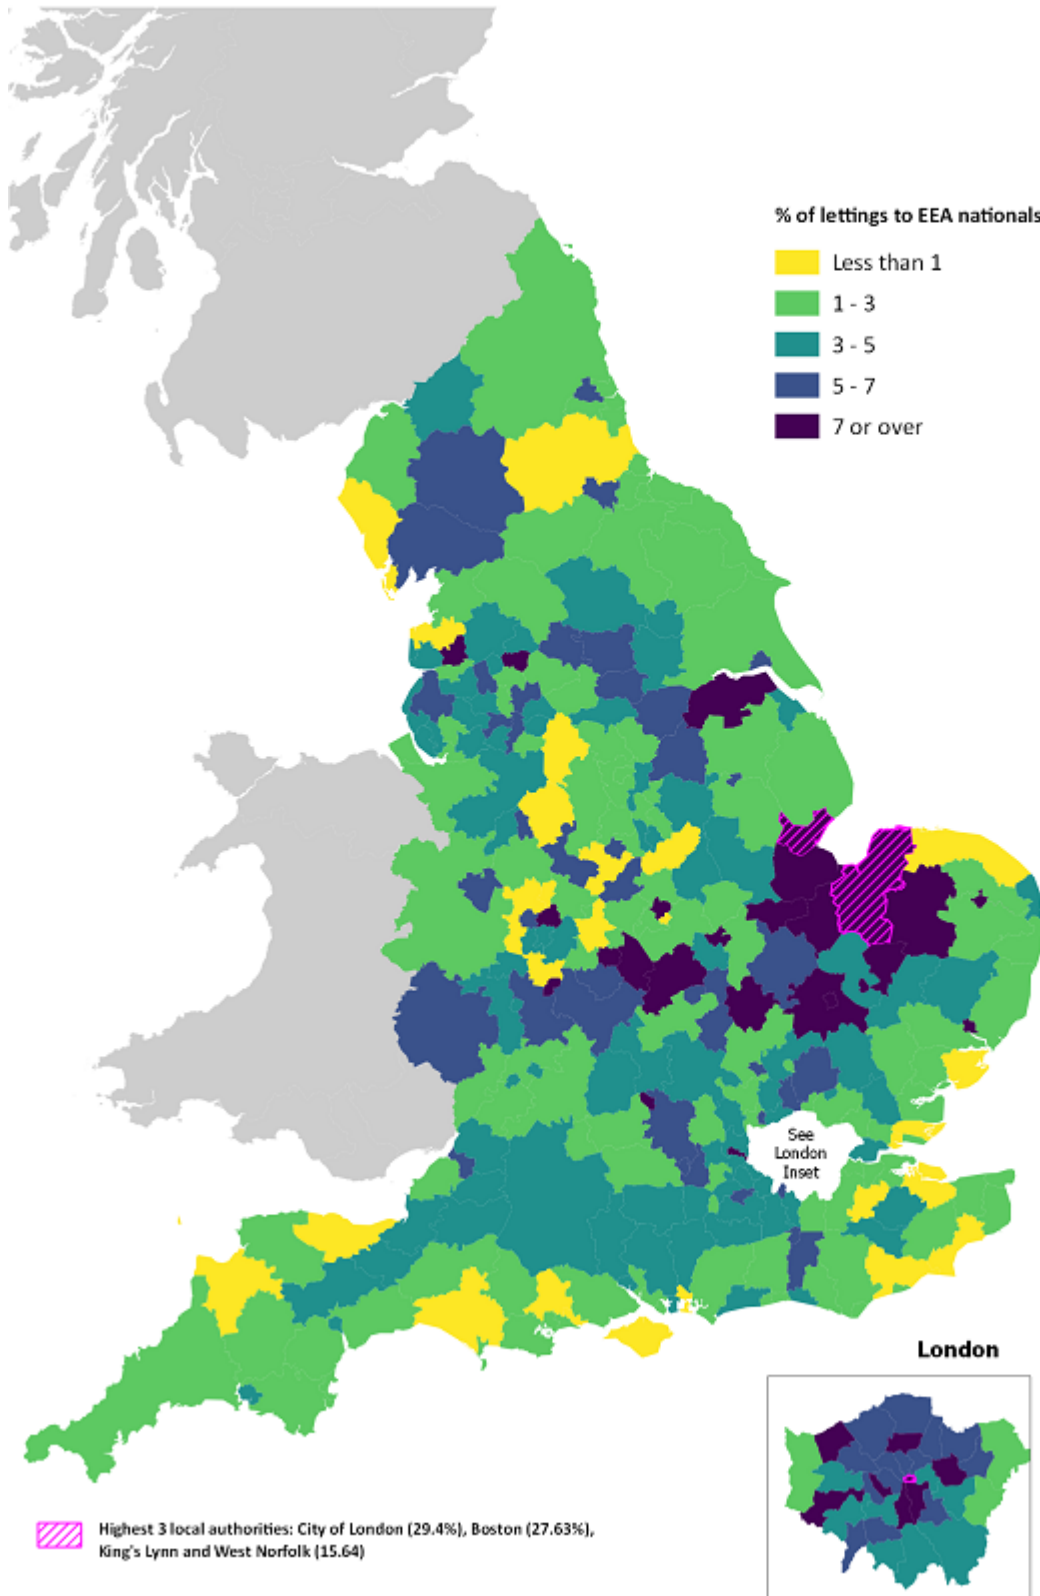 % of lettings to EEA nationals
Less than 1
1 - 3
3 - 5
5 - 7
7 or over
See
London
Inset
London
Highest 3 local authorities: City of London (29.4%), Boston (27.63%),
King's Lynn and West Norfolk (15.64)